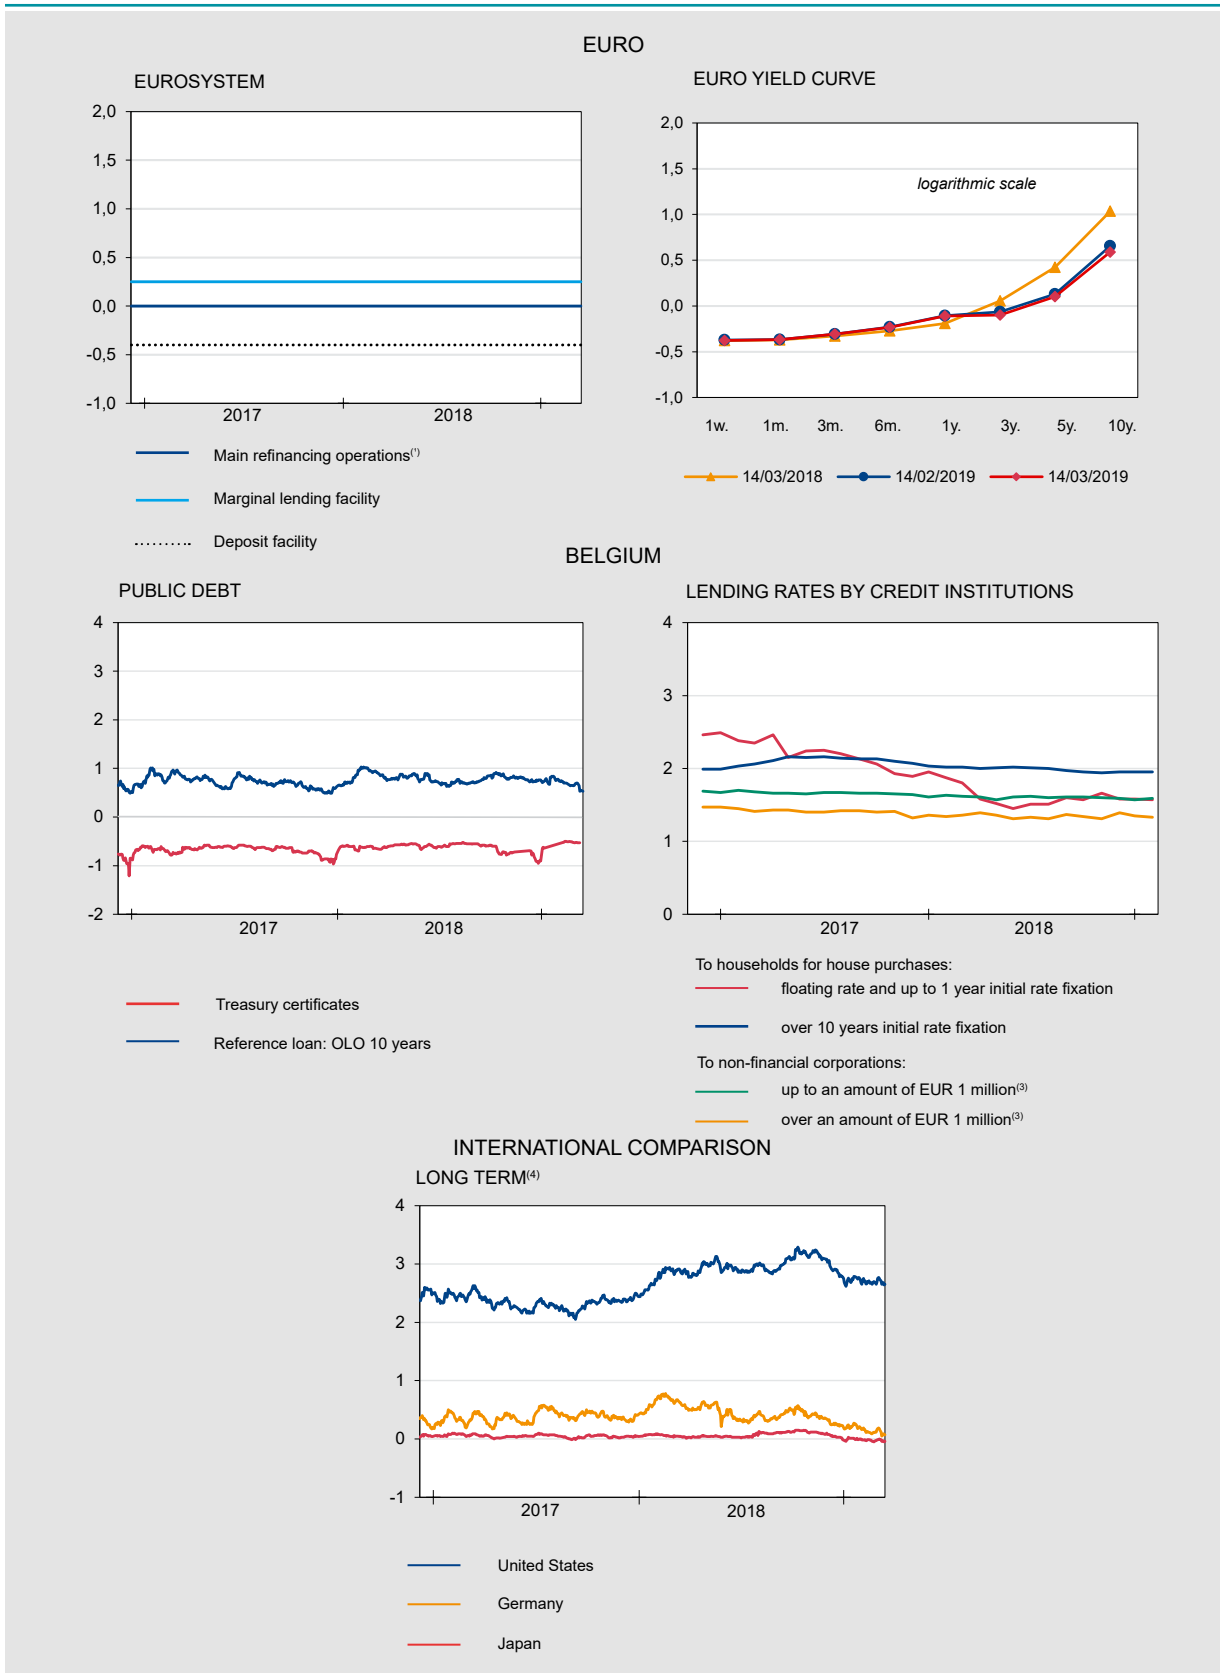 EURO
EUROSYSTEM
2,0
1,5
1,0
0,5
0,0
-0,5
-1,0
2017
2018
Main refinancing operations(¹)
Marginal lending facility
Deposit facility
EURO YIELD CURVE
2,0
1,5
1,0
0,5
0,0
-0,5
-1,0
logarithmic scale
1w. 1m. 3m. 6m. 1y. 3y. 5y. 10y.
14/03/2018 14/02/2019 14/03/2019
BELGIUM
PUBLIC DEBT
4
3
2
1
0
-1
-2
2017
2018
Treasury certificates
Reference loan: OLO 10 years
LENDING RATES BY CREDIT INSTITUTIONS
4
3
2
1
0
2017
2018
To households for house purchases:
floating rate and up to 1 year initial rate fixation
over 10 years initial rate fixation
To non-financial corporations:
up to an amount of EUR 1 million(3)
over an amount of EUR 1 million(3)
INTERNATIONAL COMPARISON
LONG TERM(4)
4
3
2
1
0
-1
2017
2018
United States
Germany
Japan